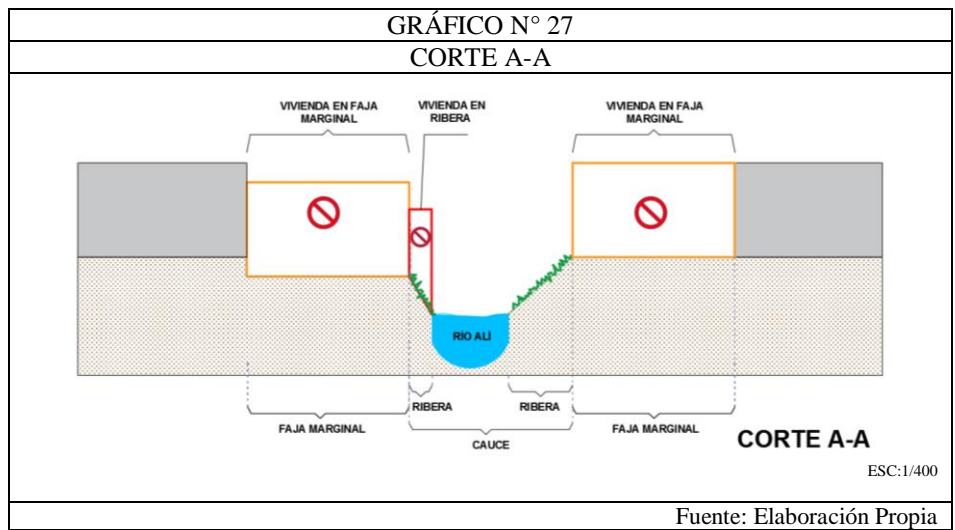 GRÁFICO N° 27
CORTE A-A
VIVIENDA EN FAJA
MARGINAL
VIVIENDA EN
RIBERA
VIVIENDA EN FAJA
MARGINAL
RIO ALÍ
RIBERA
RIBERA
FAJA MARGINAL
CAUCE
FAJA MARGINAL
CORTE A-A
ESC:1/400
Fuente: Elaboración Propia